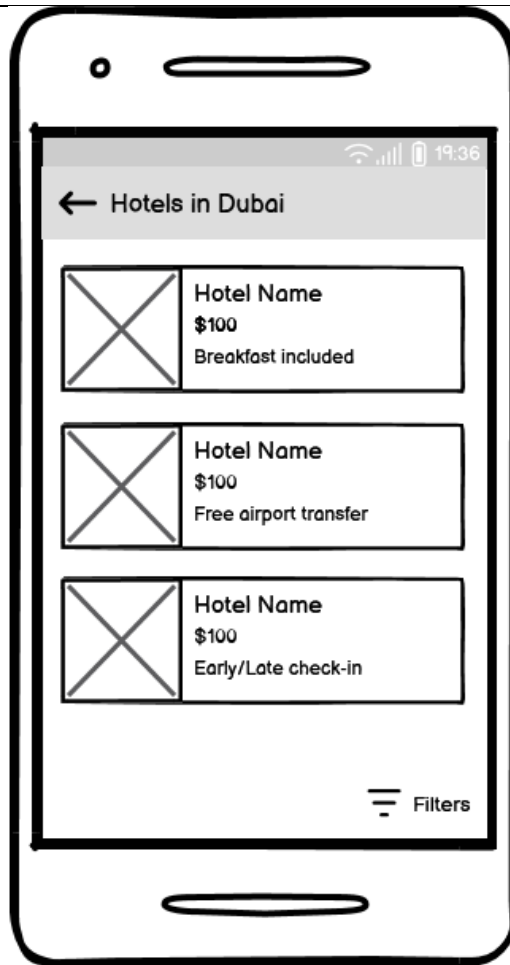 19:36
Hotels in Dubai
Hotel Name
$100
Breakfast included
Hotel Name
$100
Free airport transfer
Hotel Name
$100
Early/Late check-in
Filters